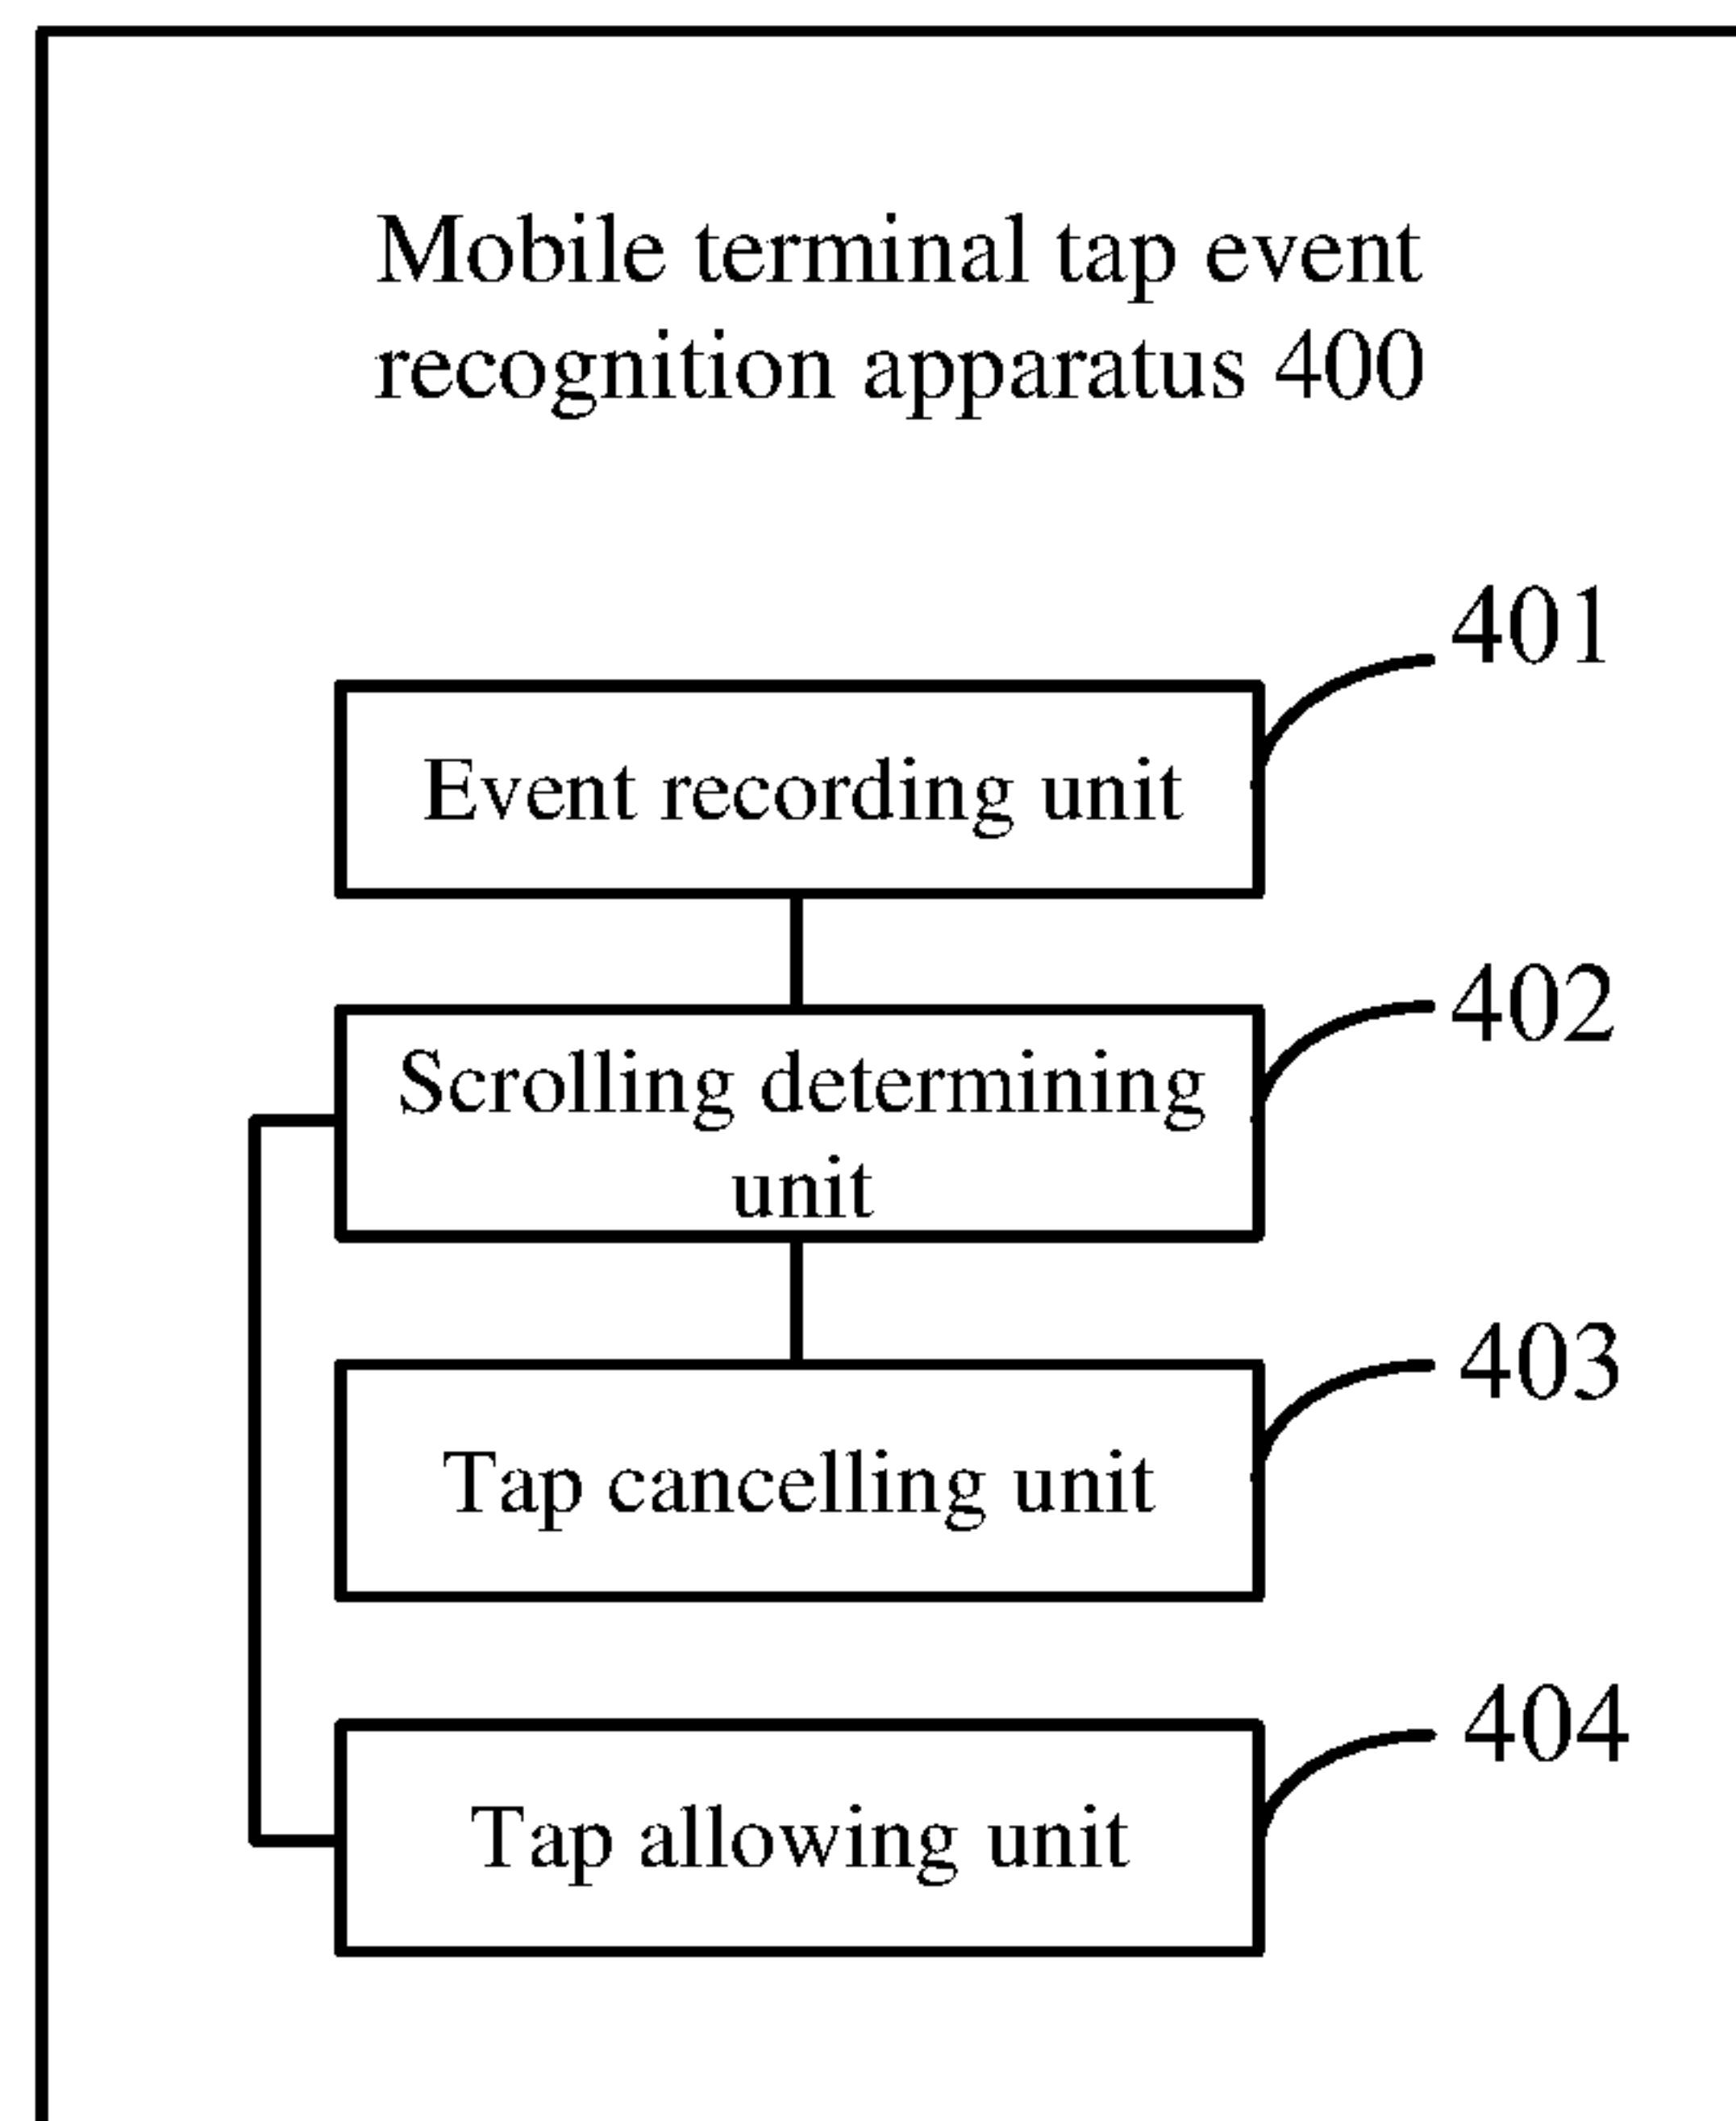 Mobile terminal tap event
recognition apparatus 400
401
Event recording unit
402
Scrolling determining
unit
403
Tap cancelling unit
404
Tap allowing unit